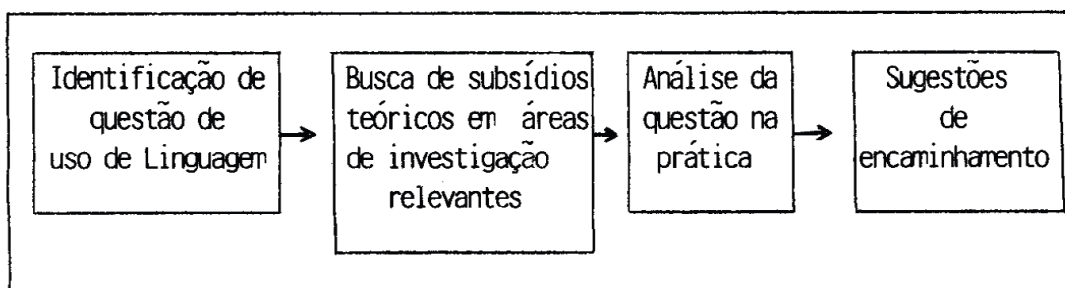 Identificação de
questão de
uso de Linguagem
Busca de subsídios
teóricos em áreas
de investigação
relevantes
Análise da
questão na
prática
Sugestões
de
encaminhamento